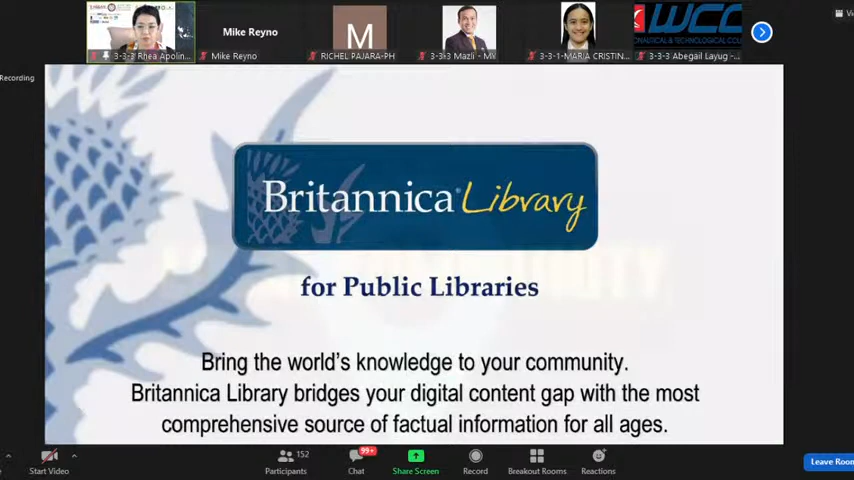 Mike Reyno
M
3-3-3 Rhea Apolin...
Mike Reyno
RICHEL PAJARA-PH
3-3-1-MARIA CRISTIN...
3-3-3 Abegail Layug -...
Recording
Britannica Library
for Public Libraries
Bring the world's knowledge to your community.
Britannica Library bridges your digital content gap with the most
comprehensive source of factual information for all ages.
152
99+
Start Video
Participants
Chat
Share Screen
Record
Breakout Rooms
Reactions
Leave Room